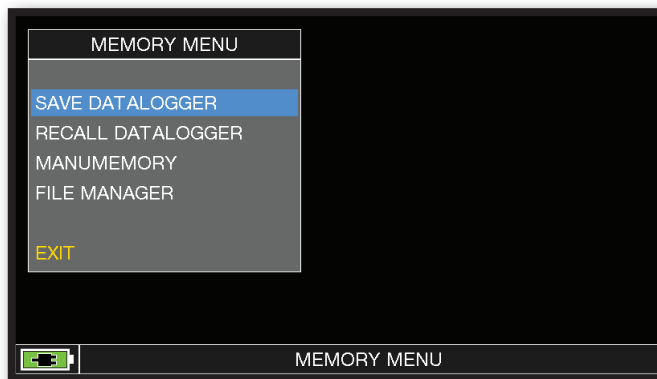 MEMORY MENU
SAVE DATALOGGER
RECALL DATALOGGER
MANUMEMORY
FILE MANAGER
EXIT
MEMORY MENU